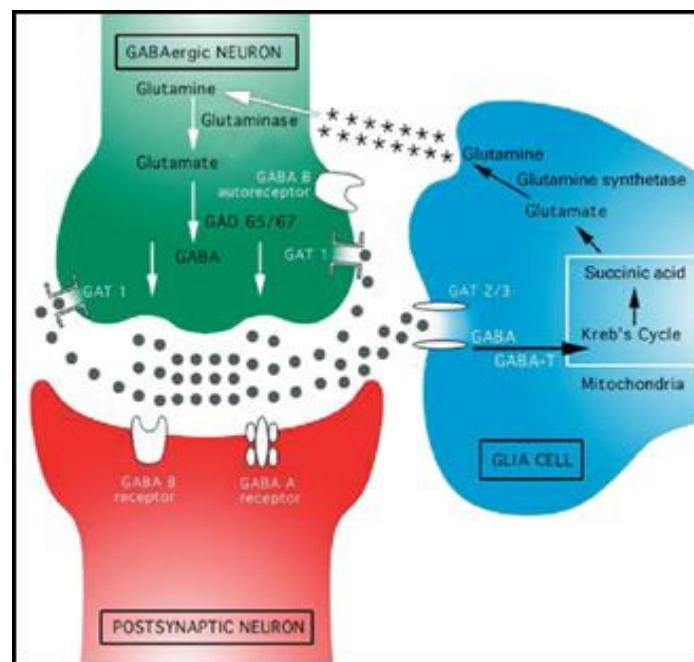 GABAergic NEURON
Glutamine
Glutaminase
Glutamate
GABA B
autoreceptor
GAD 65/67
GABA
GAT 1
GAT 1
Glutamine
Glutamine synthetase
Glutamate
Succinic acid
GAT 2/3
GABA
Kreb's Cycle
GABA-T
Mitochondria
GLIA CELL
GABA B
receptor
GABA A
receptor
POSTSYNAPTIC NEURON